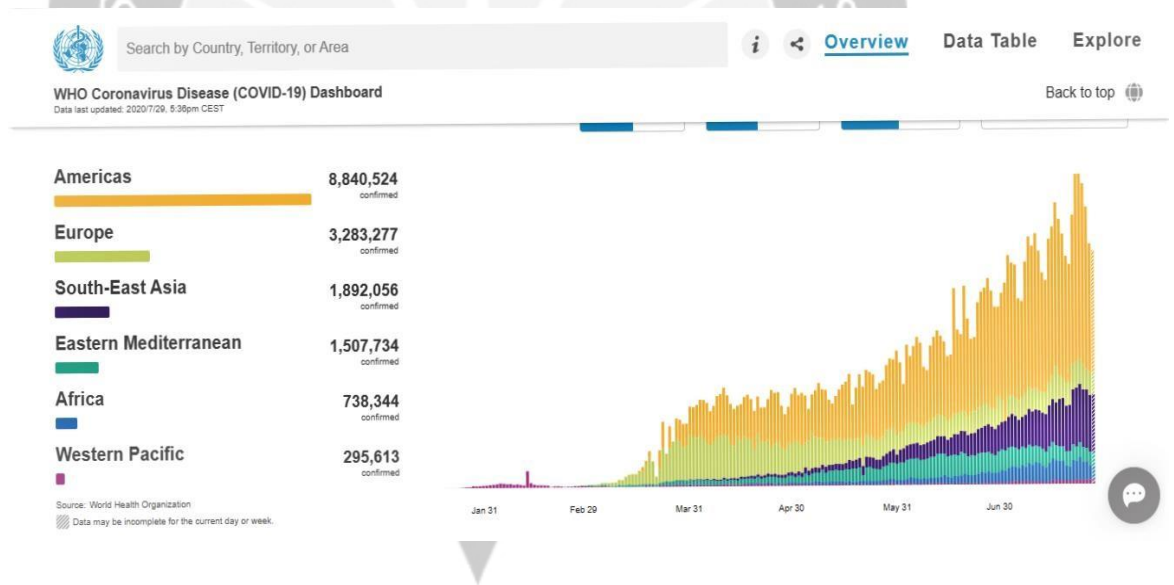 Search by Country, Territory, or Area
i
Overview
Data Table
Explore
WHO Coronavirus Disease (COVID-19) Dashboard
Back to top
Data last updated: 2020/7/29, 5:36pm CEST
Americas
8,840,524
confirmed
Europe
3,283,277
confirmed
South-East Asia
1,892,056
confirmed
Eastern Mediterranean
1,507,734
confirmed
Africa
738,344
confirmed
Western Pacific
295,613
confirmed
Source: World Health Organization
Data may be incomplete for the current day or week.
Jan 31
Feb 29
Mar 31
Apr 30
May 31
Jun 30